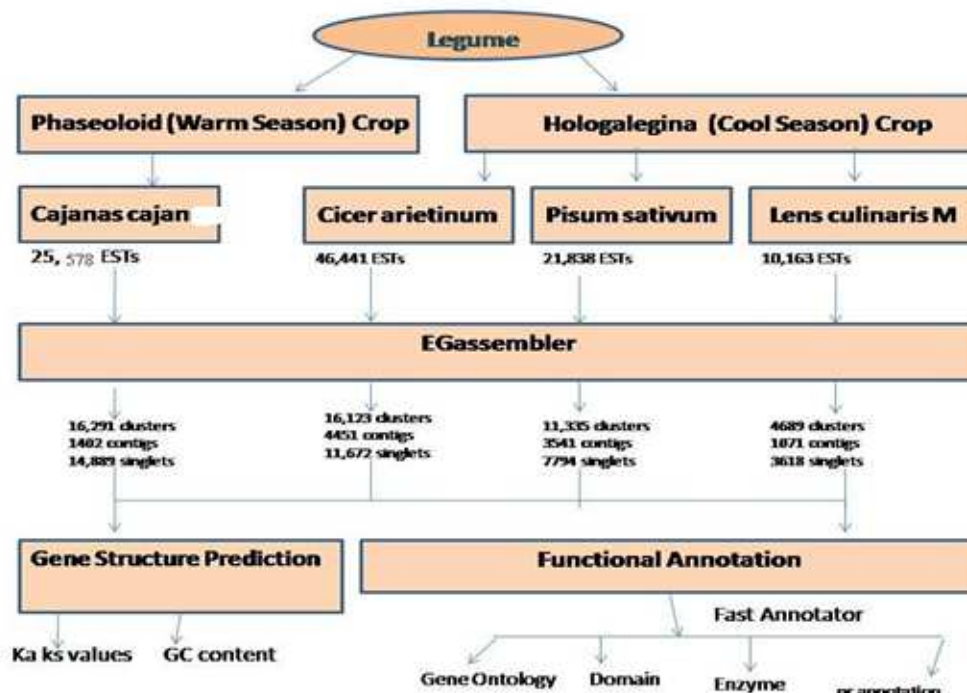 Legume
Phaseoloid (Warm Season) Crop
Hologalegina (Cool Season) Crop
Cajanas cajan
Cicer arietinum
Pisum sativum
Lens culinaris M
25, 578 ESTs
46,441 ESTs
21,838 ESTs
10,163 ESTs
EGassembler
16,291 clusters
1402 contigs
14,889 singlets
16,123 clusters
4451 contigs
11,672 singlets
11,335 clusters
3541 contigs
7794 singlets
4689 clusters
1071 contigs
3618 singlets
Gene Structure Prediction
Functional Annotation
Fast Annotator
Ka ks values
GC content
Gene Ontology
Domain
Enzyme
nr annotation